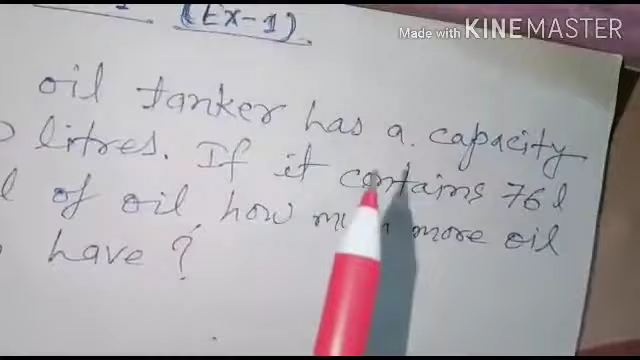 (Ex-1)
Made with KINEMASTER
oil tanker has a capacity
litres. If it contains 76 l
of oil, how more oil
have?